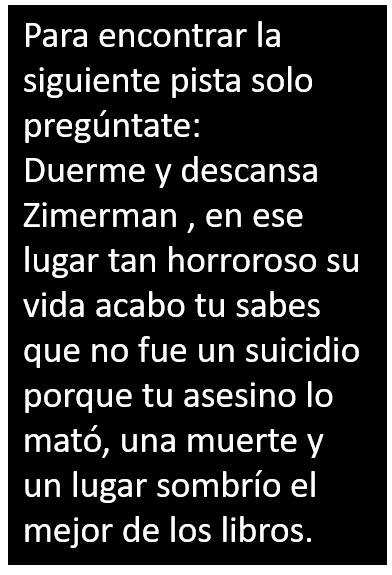 Para encontrar la
siguiente pista solo
pregúntate:
Duerme y descansa
Zimerman , en ese
lugar tan horroroso su
vida acabo tu sabes
que no fue un suicidio
porque tu asesino lo
mató, una muerte y
un lugar sombrío el
mejor de los libros.